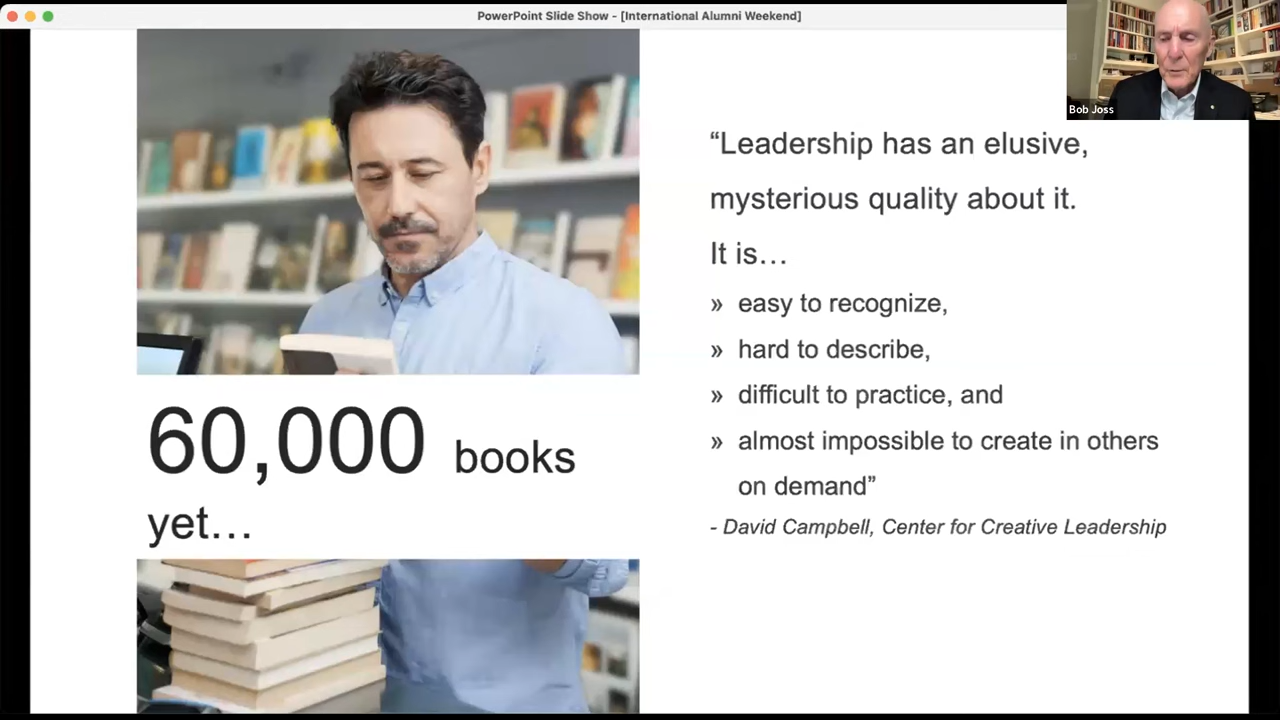 PowerPoint Slide Show - [International Alumni Weekend]
Bob Joss
“Leadership has an elusive,
mysterious quality about it.
It is…
» easy to recognize,
» hard to describe,
» difficult to practice, and
» almost impossible to create in others
on demand”
- David Campbell, Center for Creative Leadership
60,000 books
yet…